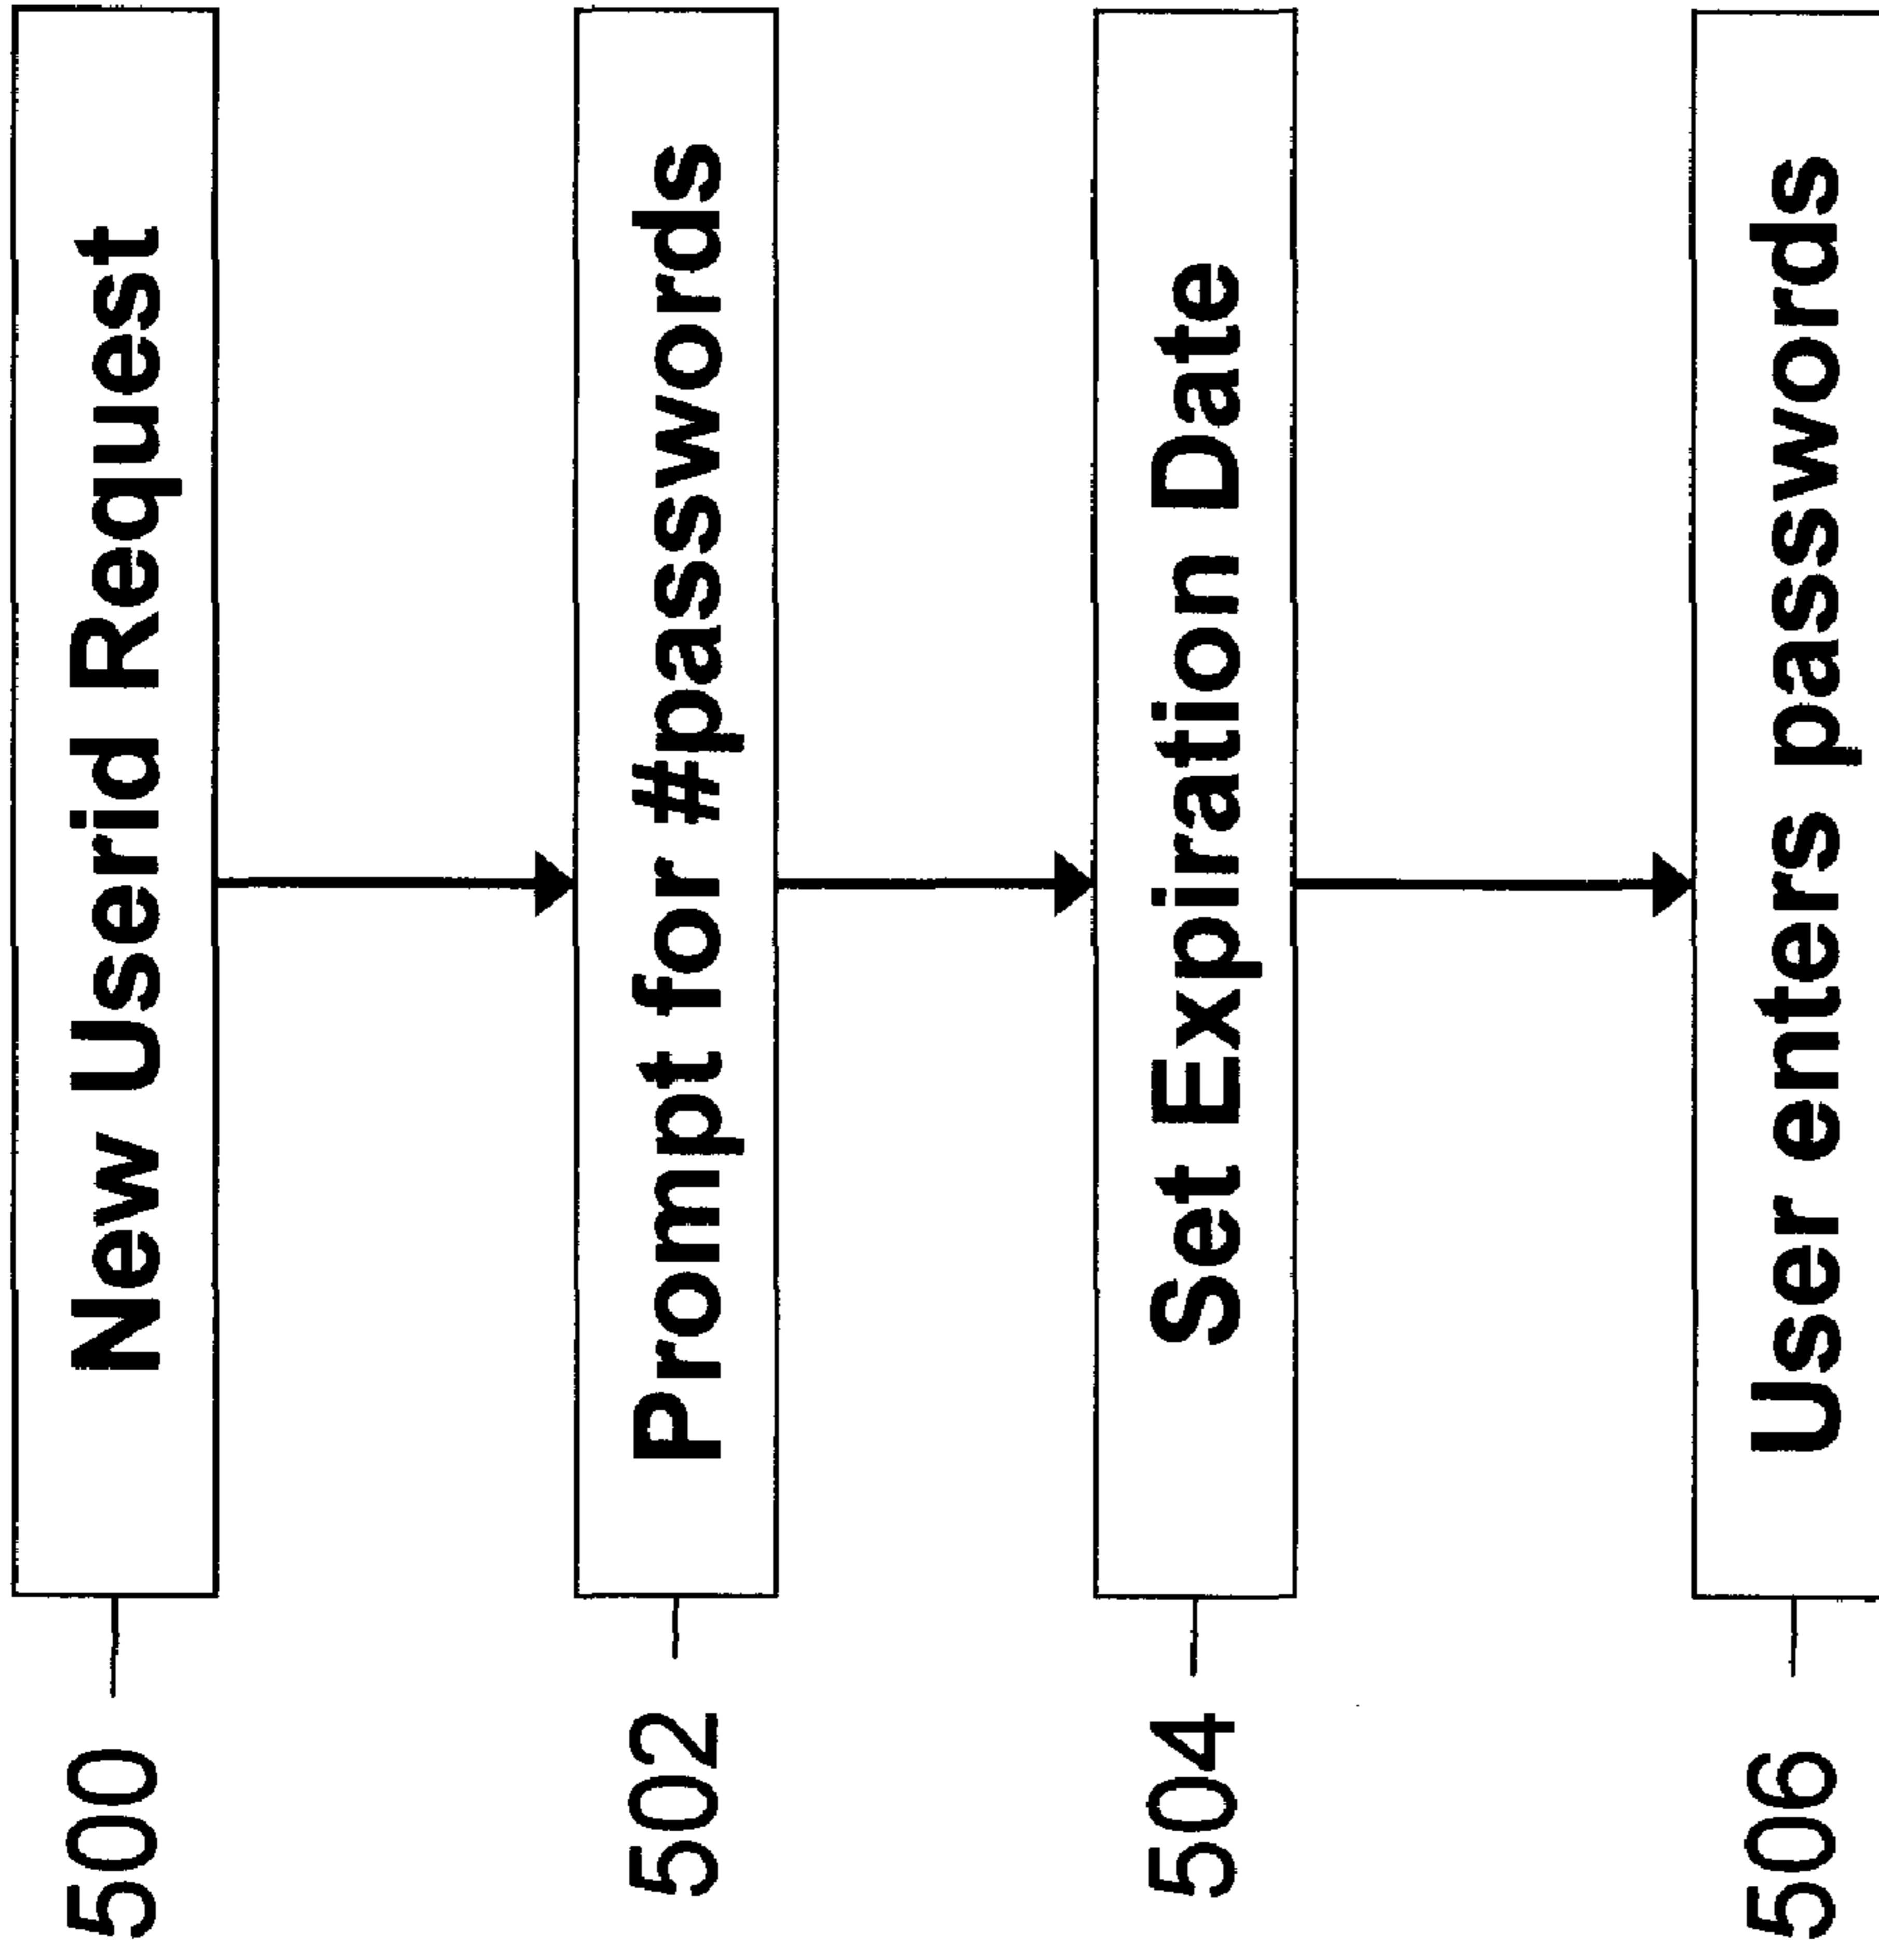 500
New Userid Request
502
Prompt for #passwords
504
Set Expiration Date
506
User enters passwords